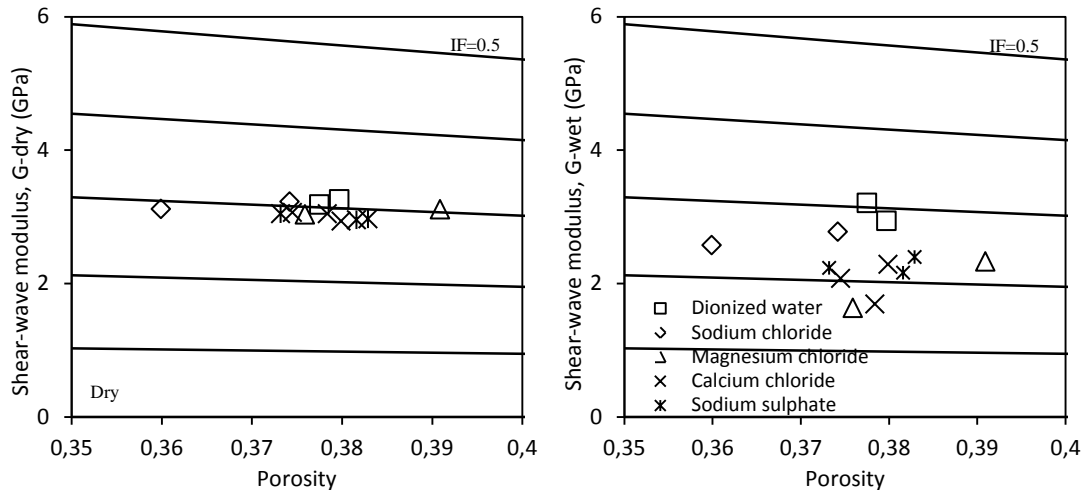 6
4
2
0
Shear-wave modulus, G-dry (GPa)
IF=0.5
Dry
0,35 0,36 0,37 0,38 0,39 0,4
Porosity
6
4
2
0
Shear-wave modulus, G-wet (GPa)
IF=0.5
Dionized water
Sodium chloride
Magnesium chloride
Calcium chloride
Sodium sulphate
0,35 0,36 0,37 0,38 0,39 0,4
Porosity